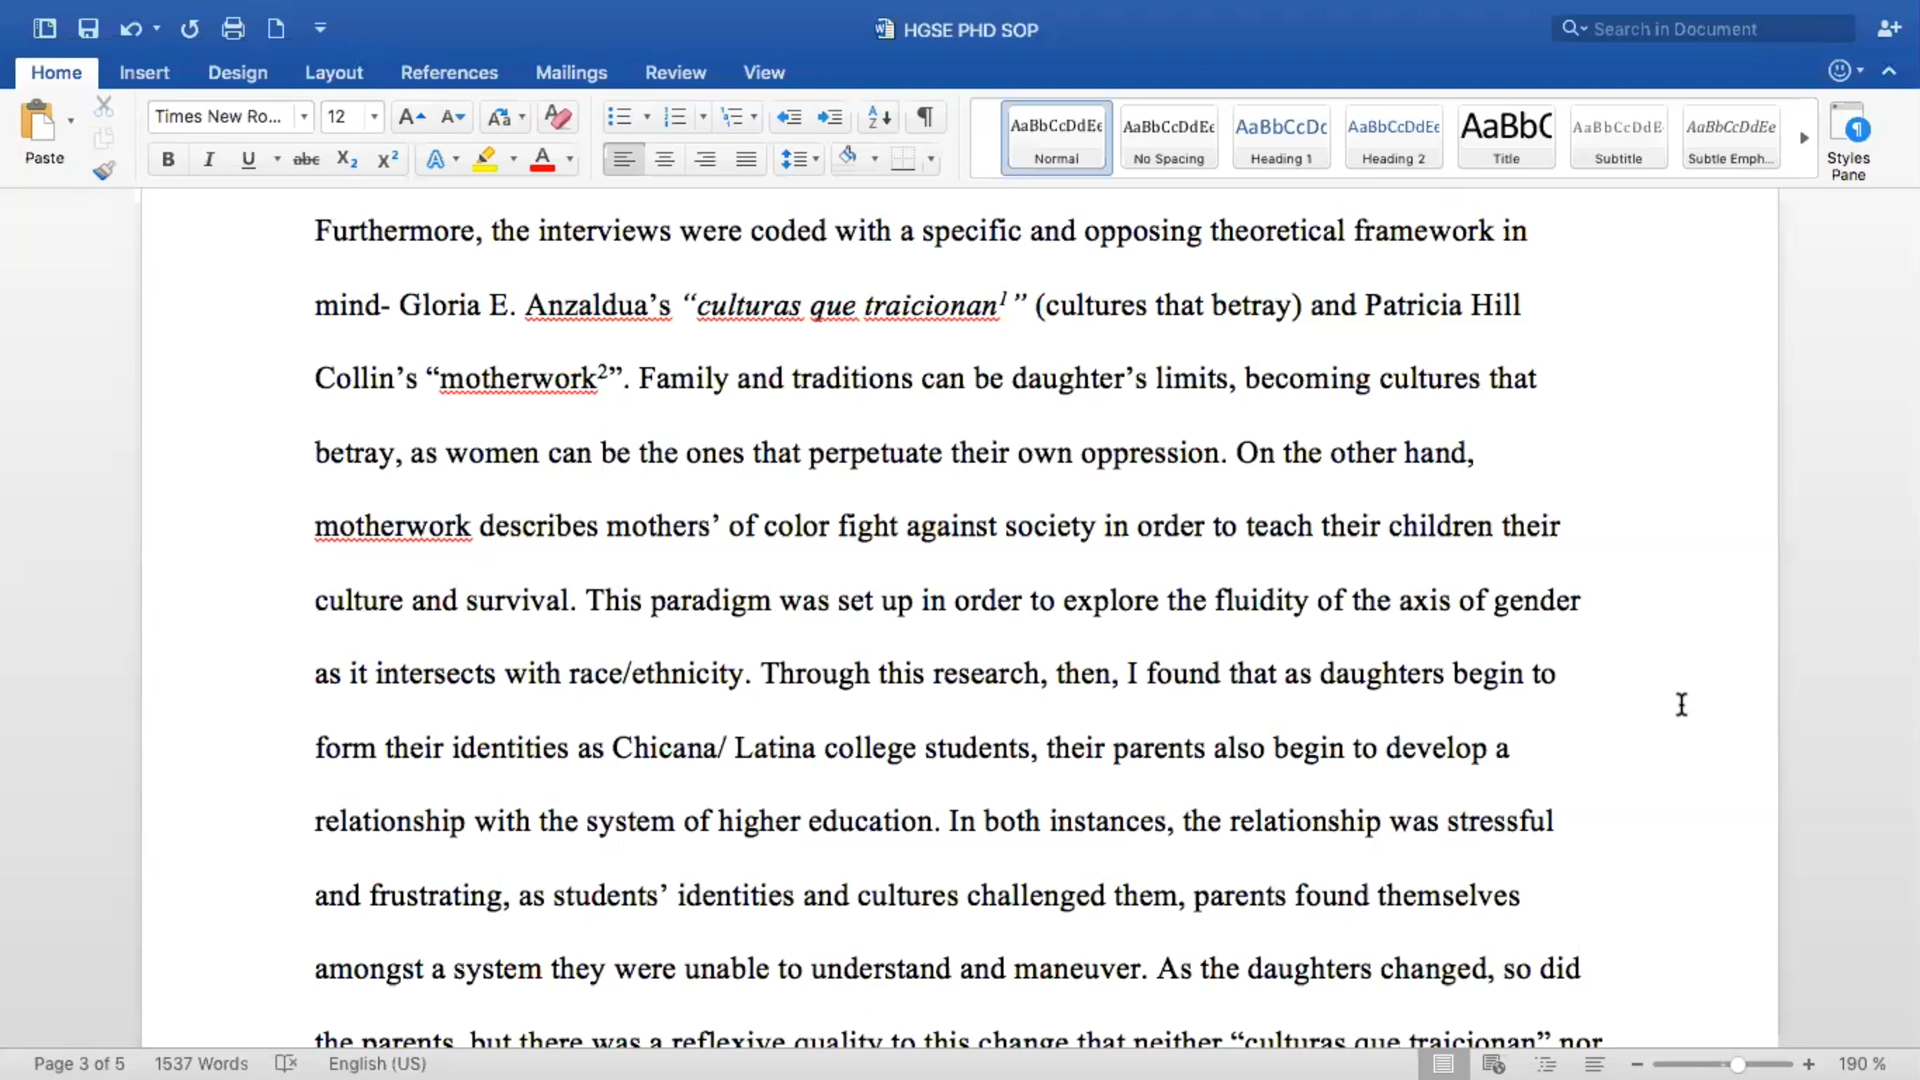 HGSE PHD SOP
Search in Document
Home Insert Design Layout References Mailings Review View
Paste
Times New Ro... 12
AaBbCcDdEe AaBbCcDdEe AaBbCcDc AaBbCcDdEe AaBbC AaBbCcDdE AaBbCcDdEe
Normal No Spacing Heading 1 Heading 2 Title Subtitle Subtle Emph...
Styles
Pane
B I U abc X₂ X² A A
Furthermore, the interviews were coded with a specific and opposing theoretical framework in
mind- Gloria E. Anzaldua’s “culturas que traicionan¹” (cultures that betray) and Patricia Hill
Collin’s “motherwork²”. Family and traditions can be daughter’s limits, becoming cultures that
betray, as women can be the ones that perpetuate their own oppression. On the other hand,
motherwork describes mothers’ of color fight against society in order to teach their children their
culture and survival. This paradigm was set up in order to explore the fluidity of the axis of gender
as it intersects with race/ethnicity. Through this research, then, I found that as daughters begin to
form their identities as Chicana/ Latina college students, their parents also begin to develop a
relationship with the system of higher education. In both instances, the relationship was stressful
and frustrating, as students’ identities and cultures challenged them, parents found themselves
amongst a system they were unable to understand and maneuver. As the daughters changed, so did
the parents, but there was a reflexive quality to this change that neither “culturas que traicionan” nor
Page 3 of 5 1537 Words English (US) 190 %